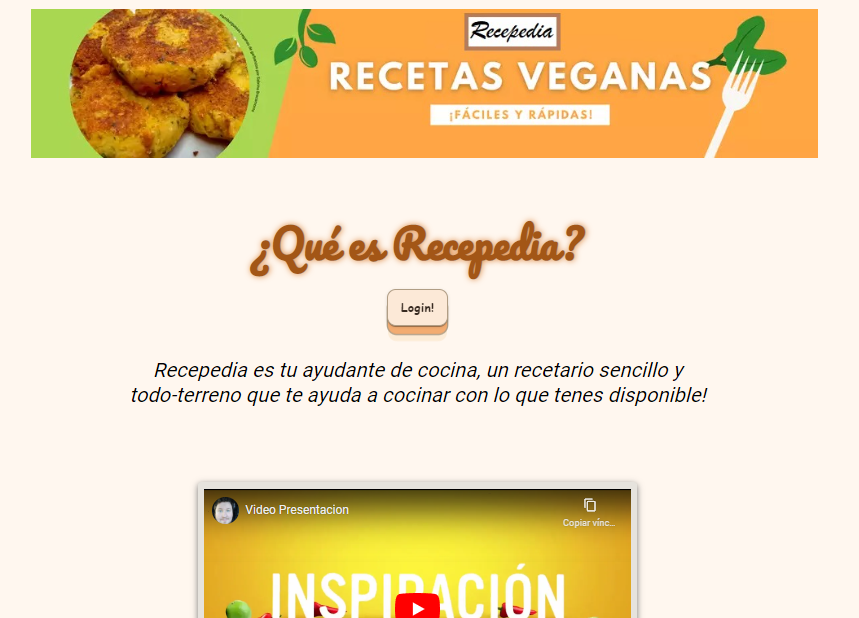 Recepedia
RECETAS VEGANAS
¡FÁCILES Y RÁPIDAS!
¿Qué es Recepedia?
Login!
Recepedia es tu ayudante de cocina, un recetario sencillo y
todo-terreno que te ayuda a cocinar con lo que tenes disponible!
Video Presentacion
Copiar vínc...
INSPIRACIÓN